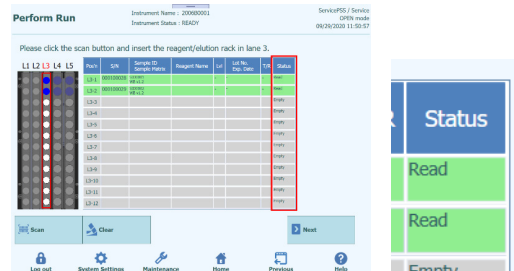 Perform Run
Instrument Name : 200680001
Instrument Status : READY
ServicePSS / Service
OPEN mode
09/29/2020 11:50:57
Please click the scan button and insert the reagent/elution rack in lane 3.
L1 L2 L3 L4 L5
Pos'n S/R Sample ID Sample Matrix Reagent Name Lot Lot No. Exp. Date T/R Status
L3-1 Read
L3-2 Read
L3-3 Empty
L3-4 Empty
L3-5 Empty
L3-6 Empty
L3-7 Empty
L3-8 Empty
L3-9 Empty
L3-10 Empty
L3-11 Empty
L3-12 Empty
Scan
Clear
Next
Log out
System Settings
Maintenance
Home
Previous
Help
Status
Read
Read
Empty